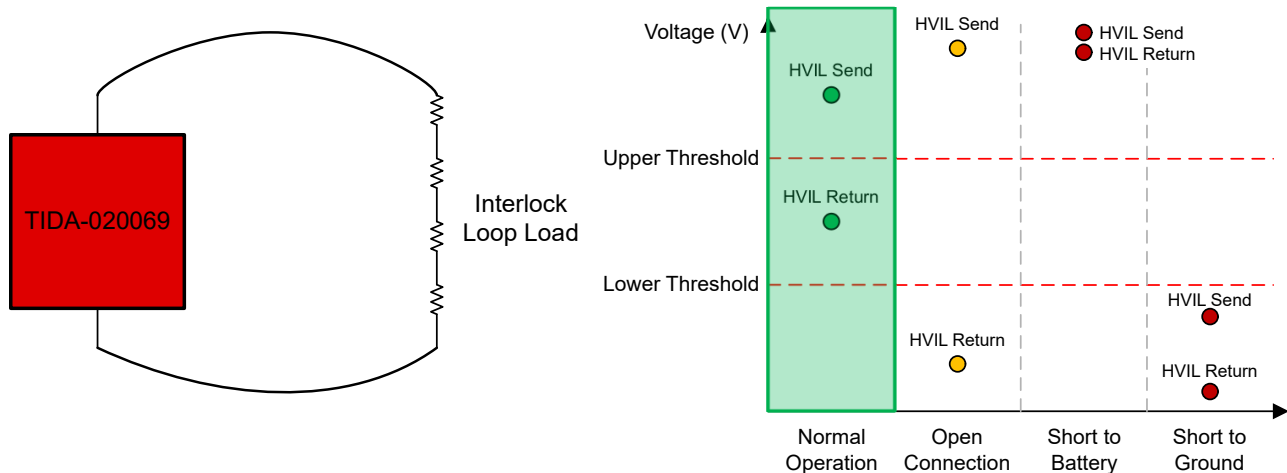 TIDA-020069
Interlock
Loop Load
Voltage (V)
HVIL Send
HVIL Send
HVIL Send
HVIL Return
Upper Threshold
HVIL Return
Lower Threshold
HVIL Send
HVIL Return
HVIL Return
Normal
Operation
Open
Connection
Short to
Battery
Short to
Ground